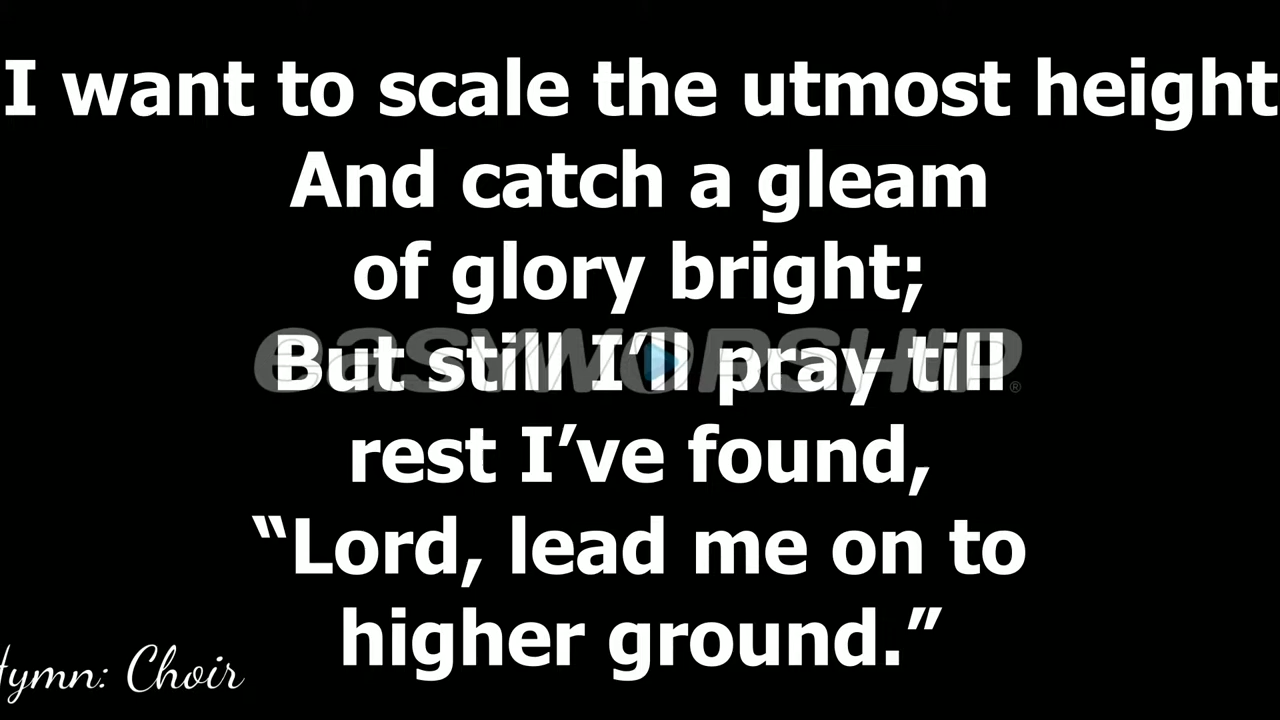 I want to scale the utmost height
And catch a gleam
of glory bright;
But still I’ll pray till
easyworship®
rest I’ve found,
“Lord, lead me on to
higher ground.”
Hymn: Choir